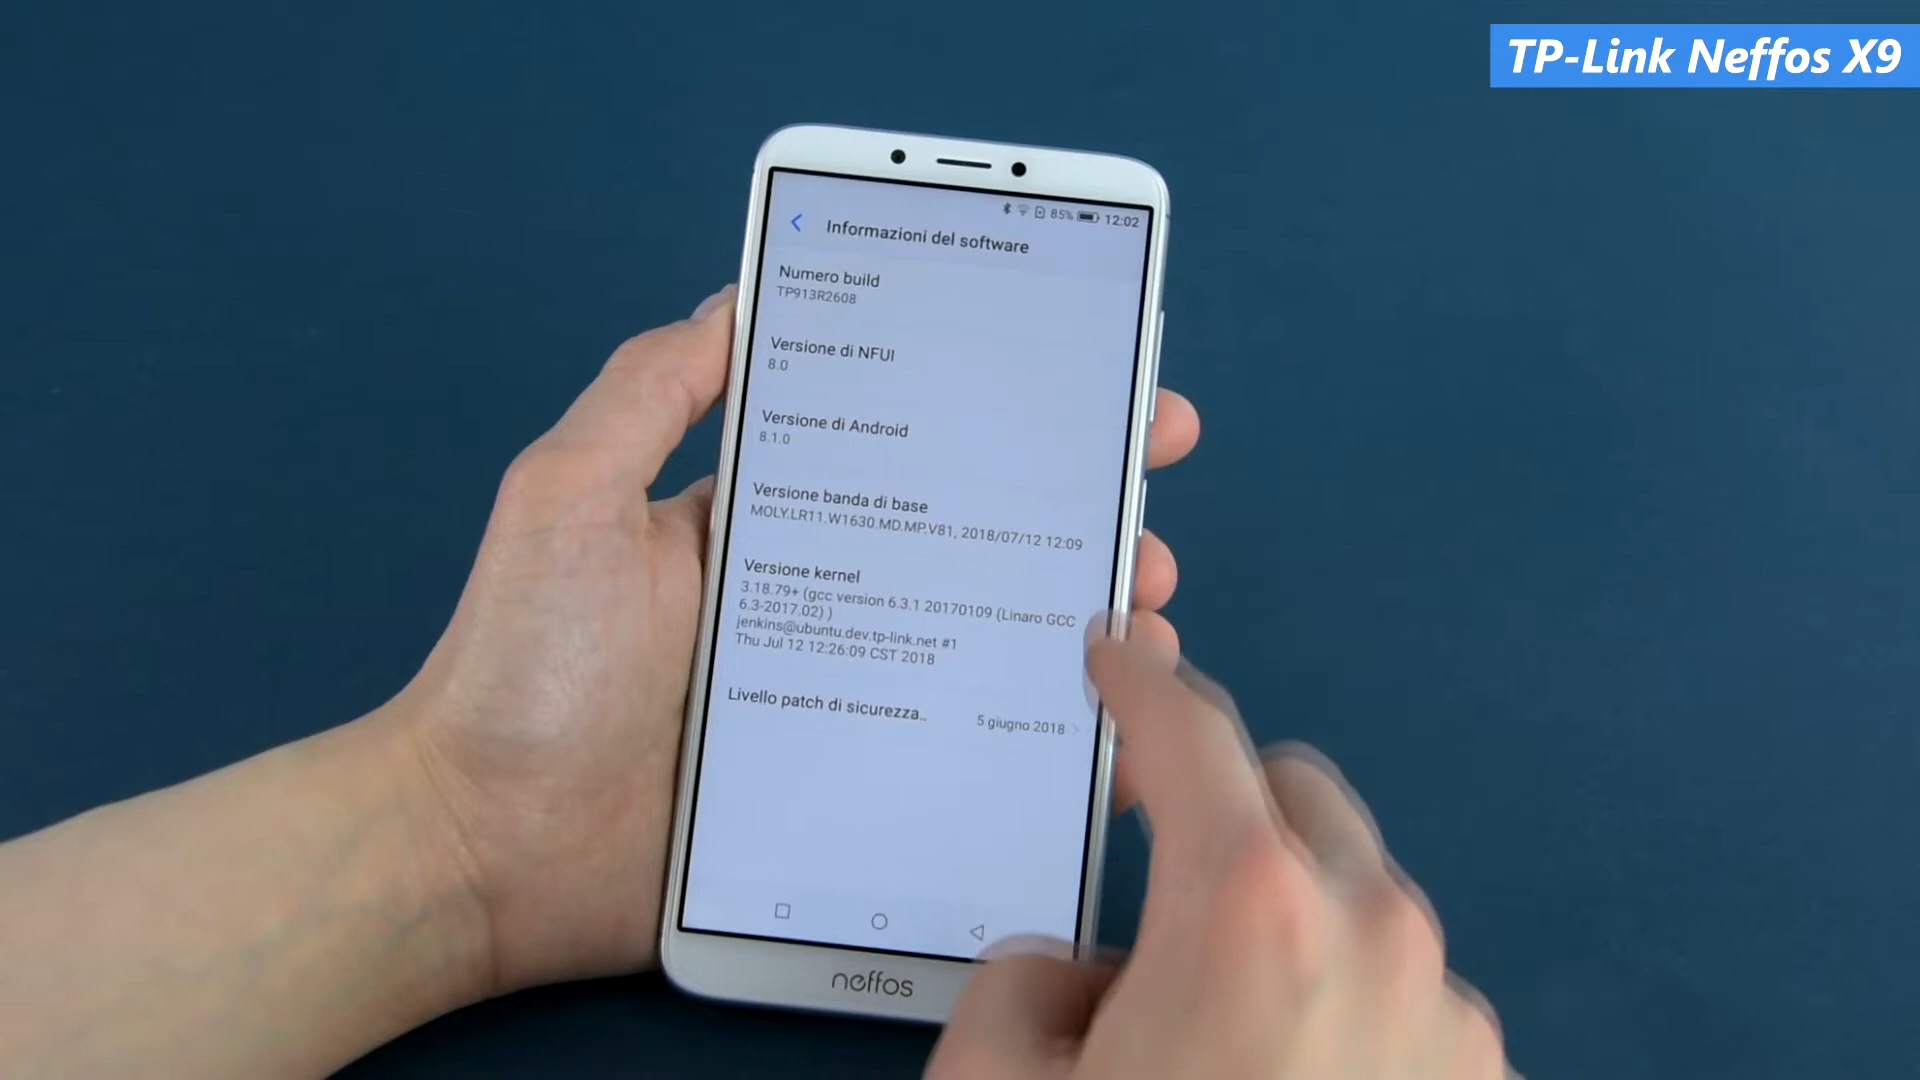 TP-Link Neffos X9
85% 12:02
Informazioni del software
Numero build
TP913R2608
Versione di NFUI
8.0
Versione di Android
8.1.0
Versione banda di base
MOLY.LR11.W1630.MD.MP.V81, 2018/07/12 12:09
Versione kernel
3.18.79+ (gcc version 6.3.1 20170109 (Linaro GCC
6.3-2017.02) )
jenkins@ubuntu.dev.tp-link.net #1
Thu Jul 12 12:26:09 CST 2018
Livello patch di sicurezza.. 5 giugno 2018
neffos